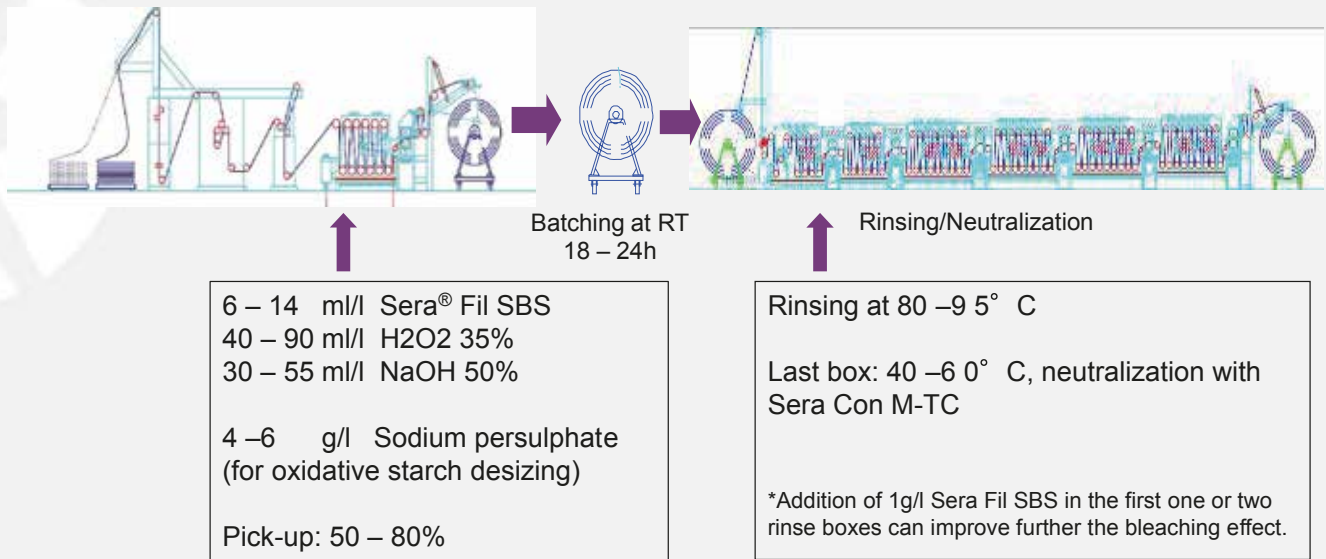 Batching at RT
18 – 24h
Rinsing/Neutralization
6 – 14 ml/l Sera® Fil SBS
40 – 90 ml/l H2O2 35%
30 – 55 ml/l NaOH 50%
4 –6 g/l Sodium persulphate
(for oxidative starch desizing)
Pick-up: 50 – 80%
Rinsing at 80 –9 5° C
Last box: 40 –6 0° C, neutralization with
Sera Con M-TC
*Addition of 1g/l Sera Fil SBS in the first one or two
rinse boxes can improve further the bleaching effect.